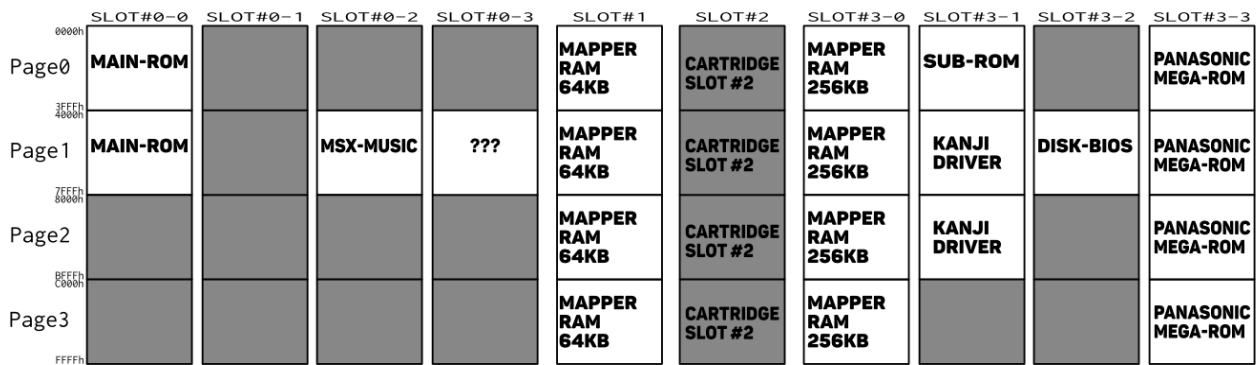 SLOT#0-0 SLOT#0-1 SLOT#0-2 SLOT#0-3 SLOT#1 SLOT#2 SLOT#3-0 SLOT#3-1 SLOT#3-2 SLOT#3-3
0000h
Page0 MAIN-ROM MAPPER RAM 64KB CARTRIDGE SLOT #2 MAPPER RAM 256KB SUB-ROM PANASONIC MEGA-ROM
3FFFh
4000h
Page1 MAIN-ROM MSX-MUSIC ??? MAPPER RAM 64KB CARTRIDGE SLOT #2 MAPPER RAM 256KB KANJI DRIVER DISK-BIOS PANASONIC MEGA-ROM
7FFFh
8000h
Page2 MAPPER RAM 64KB CARTRIDGE SLOT #2 MAPPER RAM 256KB KANJI DRIVER PANASONIC MEGA-ROM
BFFFh
C000h
Page3 MAPPER RAM 64KB CARTRIDGE SLOT #2 MAPPER RAM 256KB PANASONIC MEGA-ROM
FFFFh